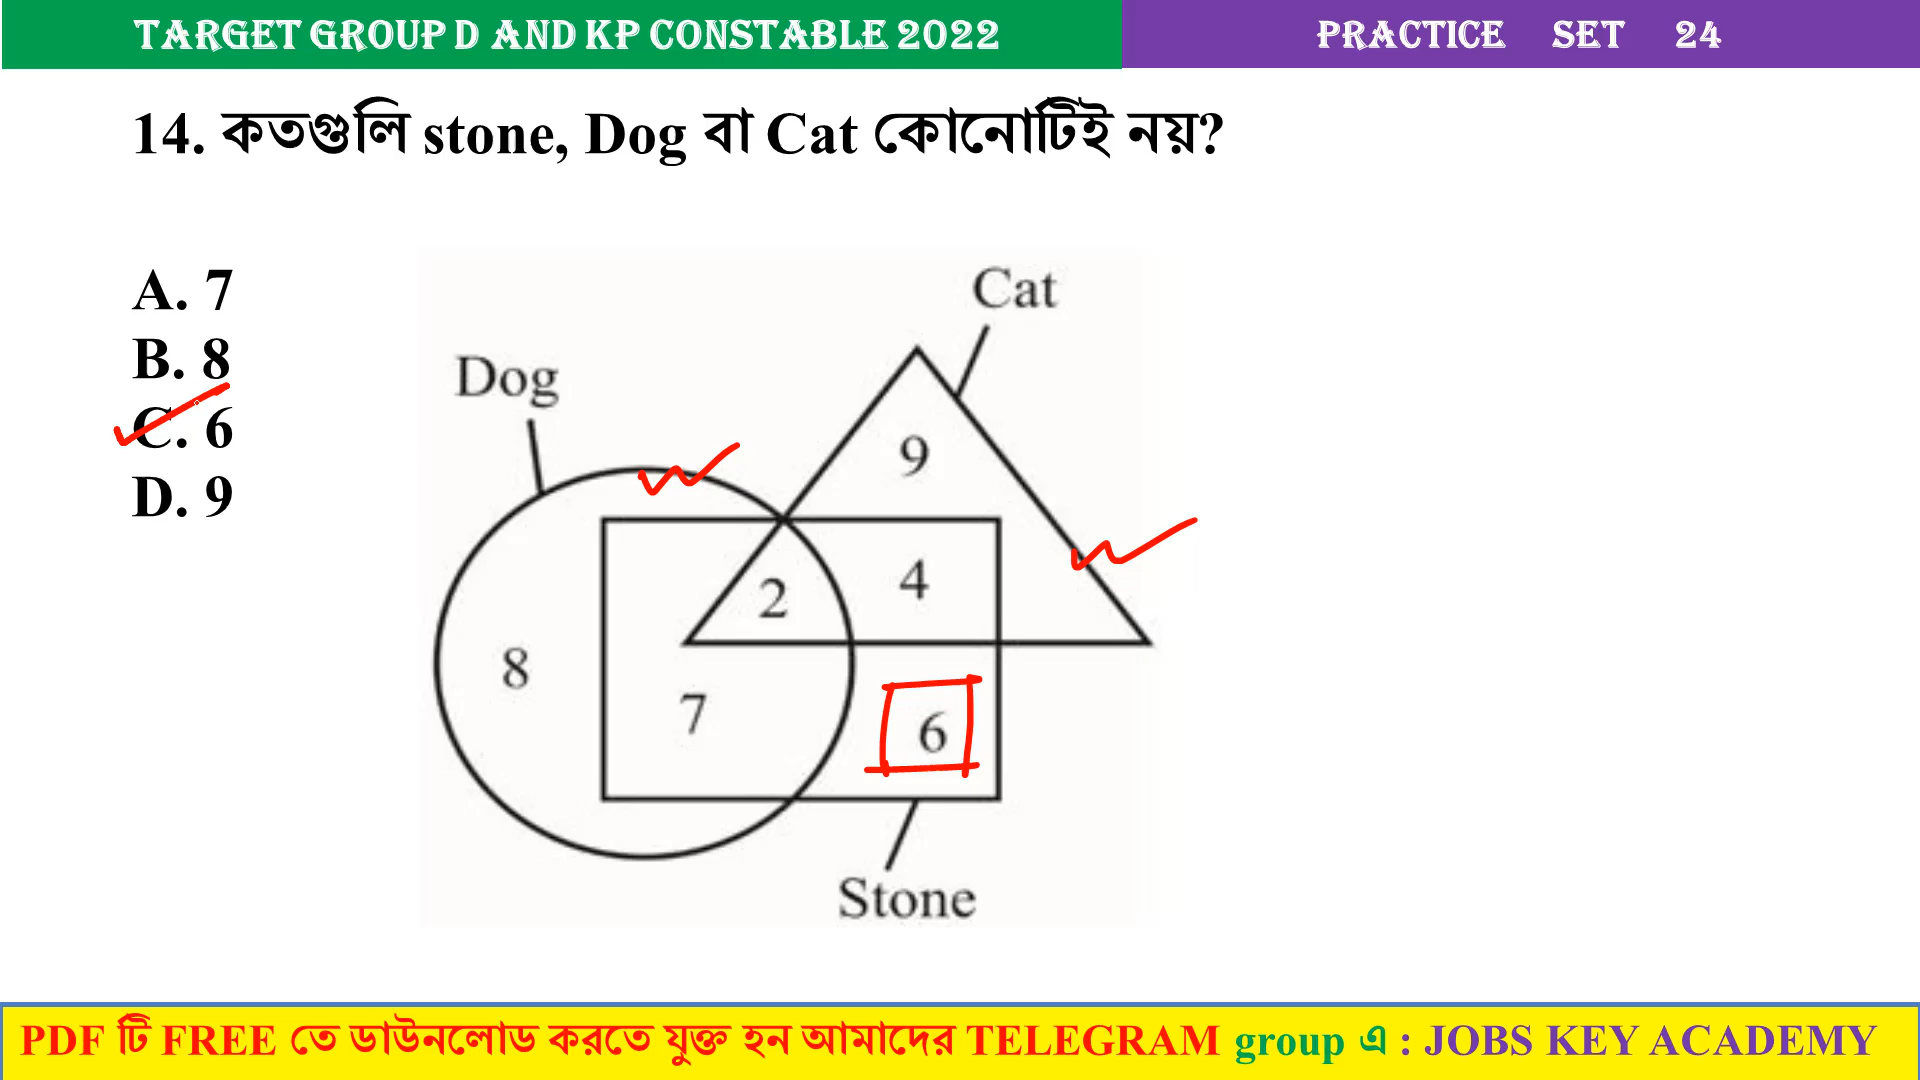 TARGET GROUP D AND KP CONSTABLE 2022
PRACTICE SET 24
14. কতগুলি stone, Dog বা Cat কোনোটিই নয়?
A. 7
B. 8
C. 6
D. 9
Cat
Dog
9
2
4
8
7
6
Stone
PDF টি FREE তে ডাউনলোড করতে যুক্ত হন আমাদের TELEGRAM group এ : JOBS KEY ACADEMY